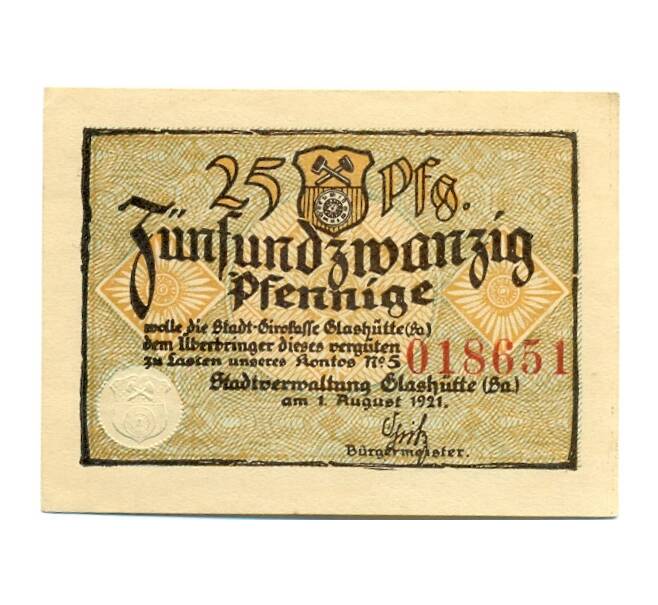 25 Pfg.
Fünfundzwanzig
Pfennige
wolle die Stadt-Girokasse Glashütte (Sa.)
dem Überbringer dieses vergüten
zu Lasten unseres Kontos No 5
018651
Stadtverwaltung Glashütte (Sa.)
am 1. August 1921.
Bürgermeister.